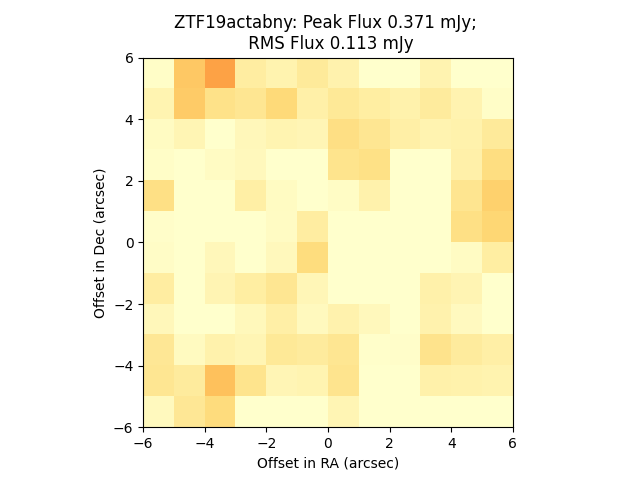 ZTF19actabny: Peak Flux 0.371 mJy;
RMS Flux 0.113 mJy
6
4
2
0
−2
−4
−6
Offset in Dec (arcsec)
−6 −4 −2 0 2 4 6
Offset in RA (arcsec)